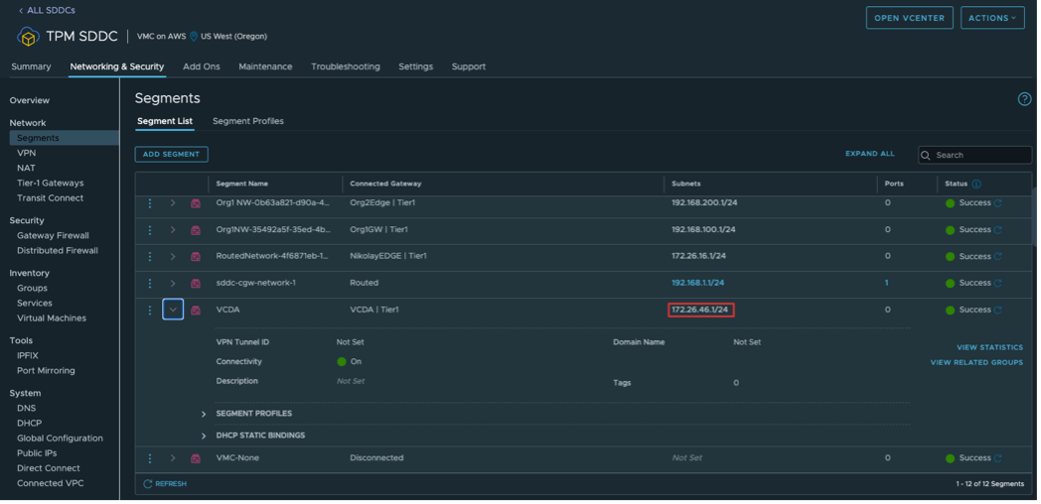 ‹ ALL SDDCs
OPEN VCENTER
ACTIONS
TPM SDDC
VMC on AWS
US West (Oregon)
Summary
Networking & Security
Add Ons
Maintenance
Troubleshooting
Settings
Support
Overview
Network
Segments
VPN
NAT
Tier-1 Gateways
Transit Connect
Security
Gateway Firewall
Distributed Firewall
Inventory
Groups
Services
Virtual Machines
Tools
IPFIX
Port Mirroring
System
DNS
DHCP
Global Configuration
Public IPs
Direct Connect
Connected VPC
Segments
Segment List
Segment Profiles
ADD SEGMENT
EXPAND ALL
Search
Segment Name Connected Gateway Subnets Ports Status
Org1 NW-0b63a821-d90a-4... Org2Edge | Tier1 192.168.200.1/24 0 Success
Org1NW-35492a5f-35ed-4b... Org1GW | Tier1 192.168.100.1/24 0 Success
RoutedNetwork-4f6871eb-1... NikolayEDGE | Tier1 172.26.16.1/24 0 Success
sddc-cgw-network-1 Routed 192.168.1.1/24 1 Success
VCDA VCDA | Tier1 172.26.46.1/24 0 Success
VPN Tunnel ID Not Set Domain Name Not Set
VIEW STATISTICS
Connectivity On
VIEW RELATED GROUPS
Description Not Set Tags 0
SEGMENT PROFILES
DHCP STATIC BINDINGS
VMC-None Disconnected Not Set 0 Success
REFRESH
1 - 12 of 12 Segments